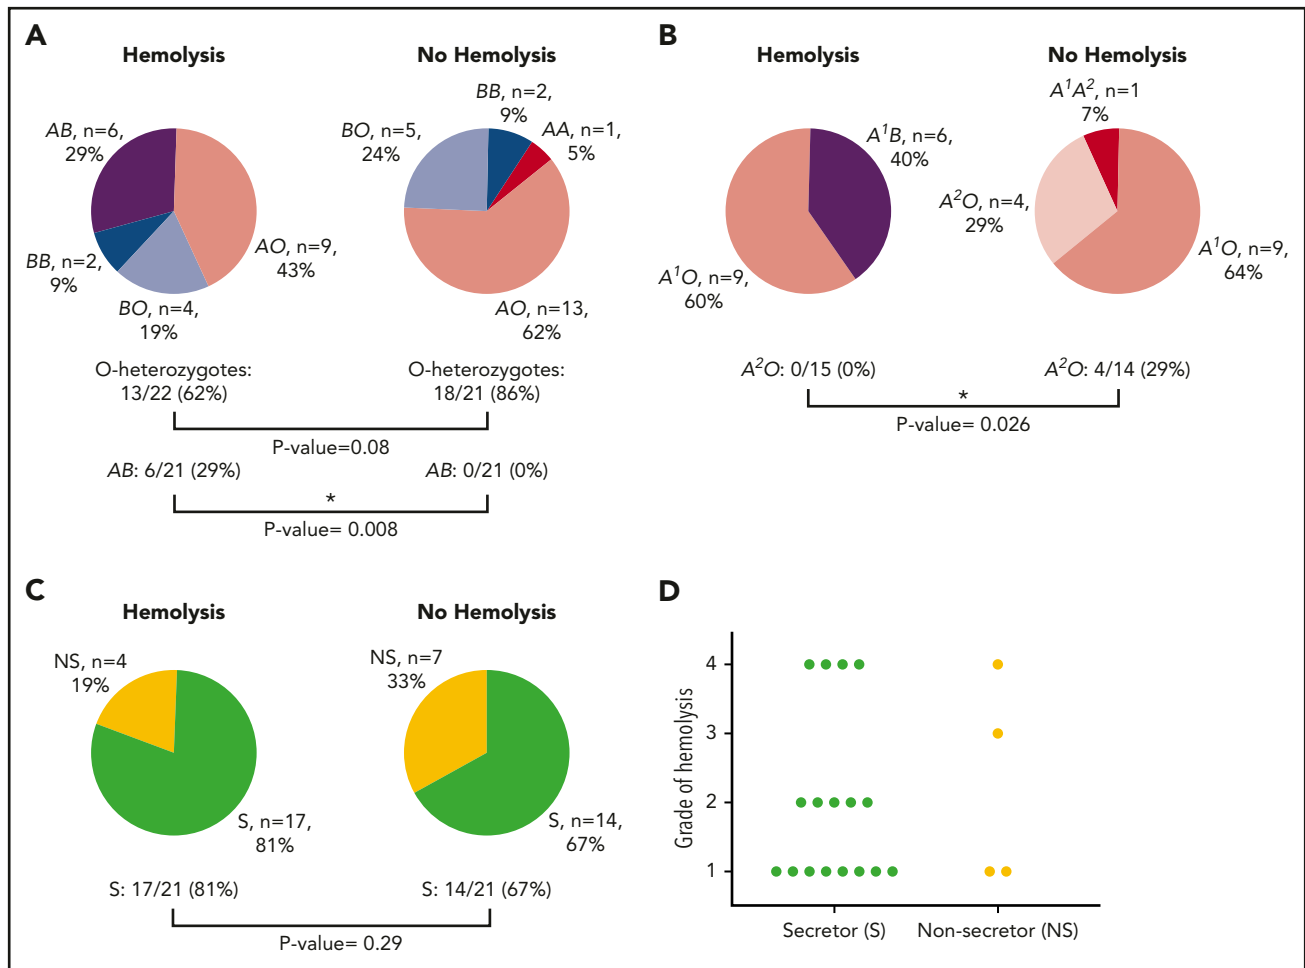 A
Hemolysis
No Hemolysis
AB, n=6,
29%
BB, n=2,
9%
BO, n=4,
19%
AO, n=9,
43%
BO, n=5,
24%
BB, n=2,
9%
AA, n=1,
5%
AO, n=13,
62%
O-heterozygotes:
13/22 (62%)
O-heterozygotes:
18/21 (86%)
P-value=0.08
AB: 6/21 (29%)
AB: 0/21 (0%)
*
P-value= 0.008
B
Hemolysis
No Hemolysis
A¹B, n=6,
40%
A¹O, n=9,
60%
A¹A², n=1
7%
A²O, n=4,
29%
A¹O, n=9,
64%
A²O: 0/15 (0%)
A²O: 4/14 (29%)
*
P-value= 0.026
C
Hemolysis
No Hemolysis
NS, n=4
19%
S, n=17,
81%
NS, n=7
33%
S, n=14,
67%
S: 17/21 (81%)
S: 14/21 (67%)
P-value= 0.29
D
Grade of hemolysis
4
3
2
1
Secretor (S)
Non-secretor (NS)